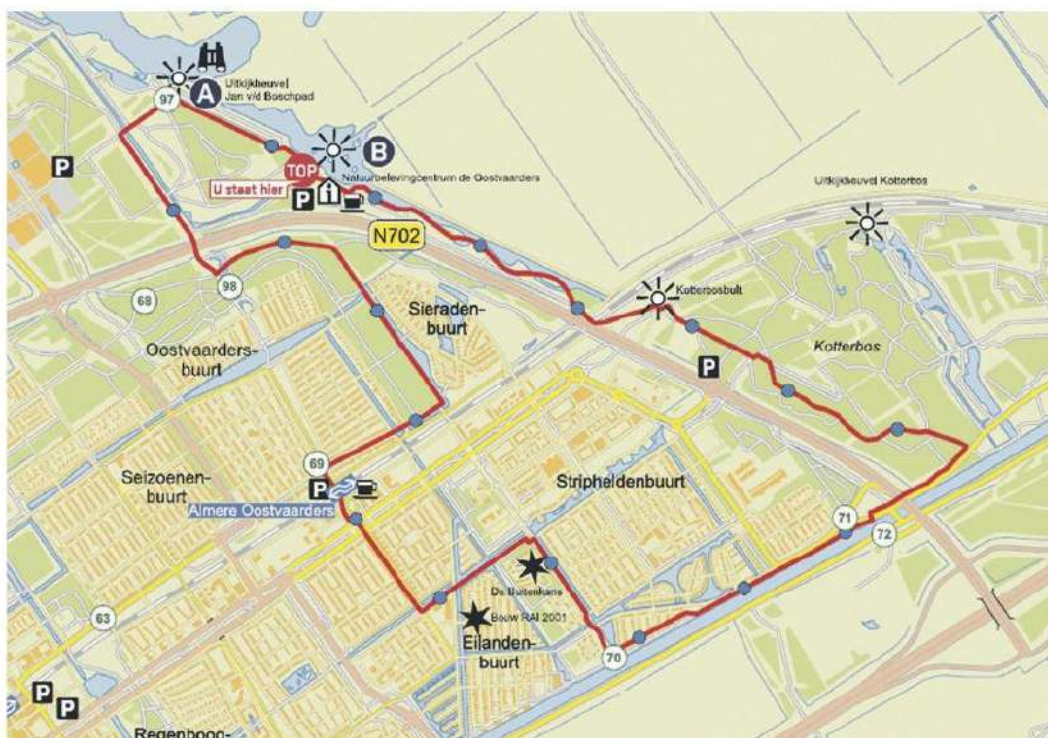 97
A
Uitkijkheuvel
Jan v/d Boschpad
P
TOP
B
U staat hier
Natuurbelevingcentrum de Oostvaarders
P
i
N702
Uitkijkheuvel Kotterbos
98
68
Kotterbosbult
Sieraden-
buurt
Oostvaarders-
buurt
Kotterbos
P
69
P
Almere Oostvaarders
Seizoenen-
buurt
Stripheldenbuurt
71
72
De Buitenkans
Bouw RAI 2001
63
Eilanden-
buurt
70
P
P
Regenboog-